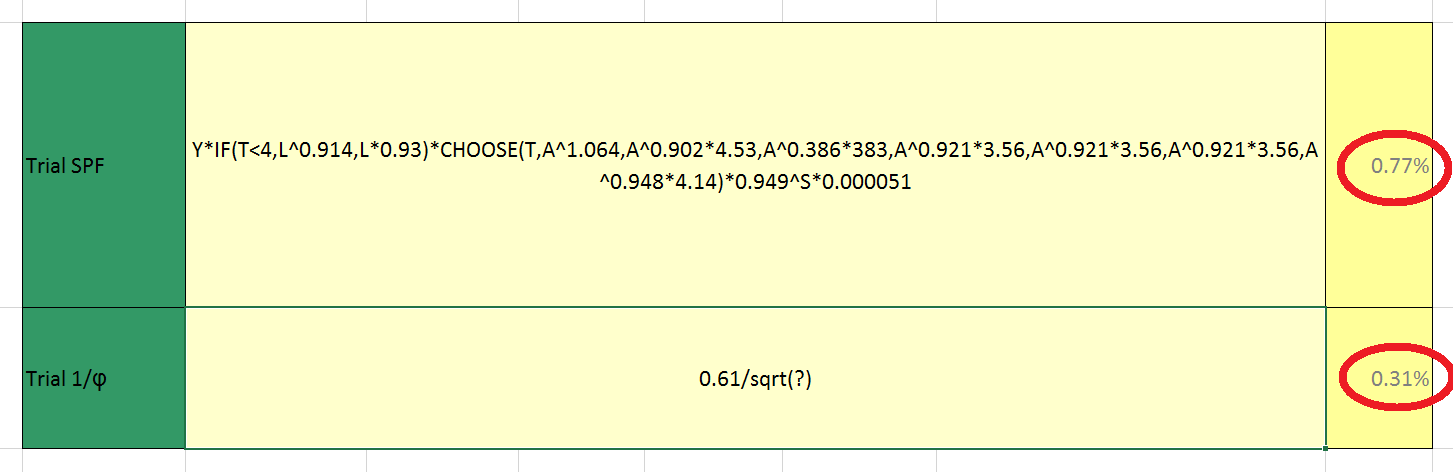 Trial SPF
Y*IF(T<4,L^0.914,L*0.93)*CHOOSE(T,A^1.064,A^0.902*4.53,A^0.386*383,A^0.921*3.56,A^0.921*3.56,A^0.921*3.56,A
^0.948*4.14)*0.949^S*0.000051
0.77%
Trial 1/φ
0.61/sqrt(?)
0.31%